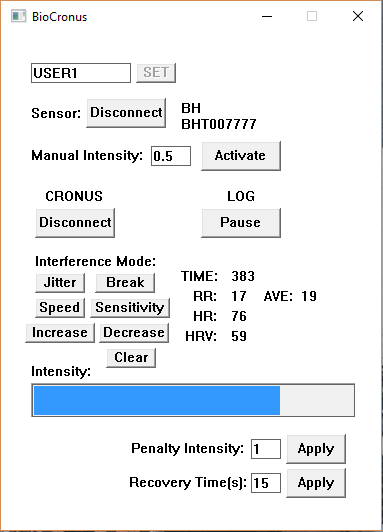 BioCronus
USER1 SET
Sensor: Disconnect BH
BHT007777
Manual Intensity: 0.5 Activate
CRONUS LOG
Disconnect Pause
Interference Mode:
Jitter Break TIME: 383
Speed Sensitivity RR: 17 AVE: 19
Increase Decrease HR: 76
Clear HRV: 59
Intensity:
Penalty Intensity: 1 Apply
Recovery Time(s): 15 Apply